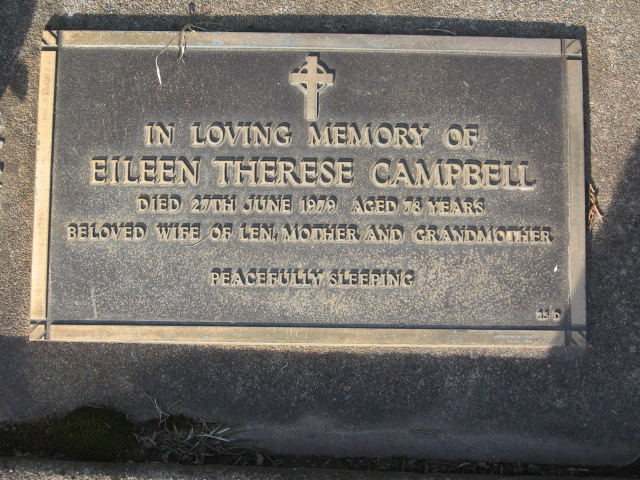 IN LOVING MEMORY OF
EILEEN THERESE CAMPBELL
DIED 27TH JUNE 1979 AGED 78 YEARS
BELOVED WIFE OF LEN, MOTHER AND GRANDMOTHER
PEACEFULLY SLEEPING